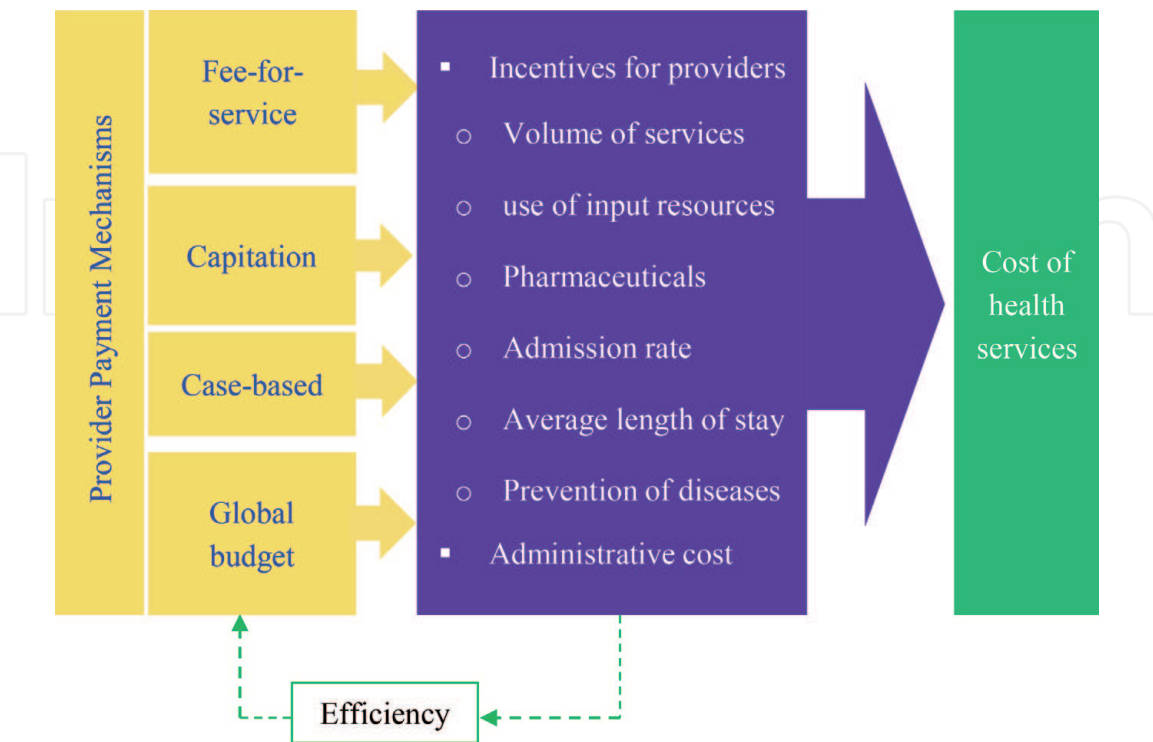 Provider Payment Mechanisms
Fee-for-
service
Capitation
Case-based
Global
budget
▪ Incentives for providers
○ Volume of services
○ use of input resources
○ Pharmaceuticals
○ Admission rate
○ Average length of stay
○ Prevention of diseases
▪ Administrative cost
Cost of
health
services
Efficiency